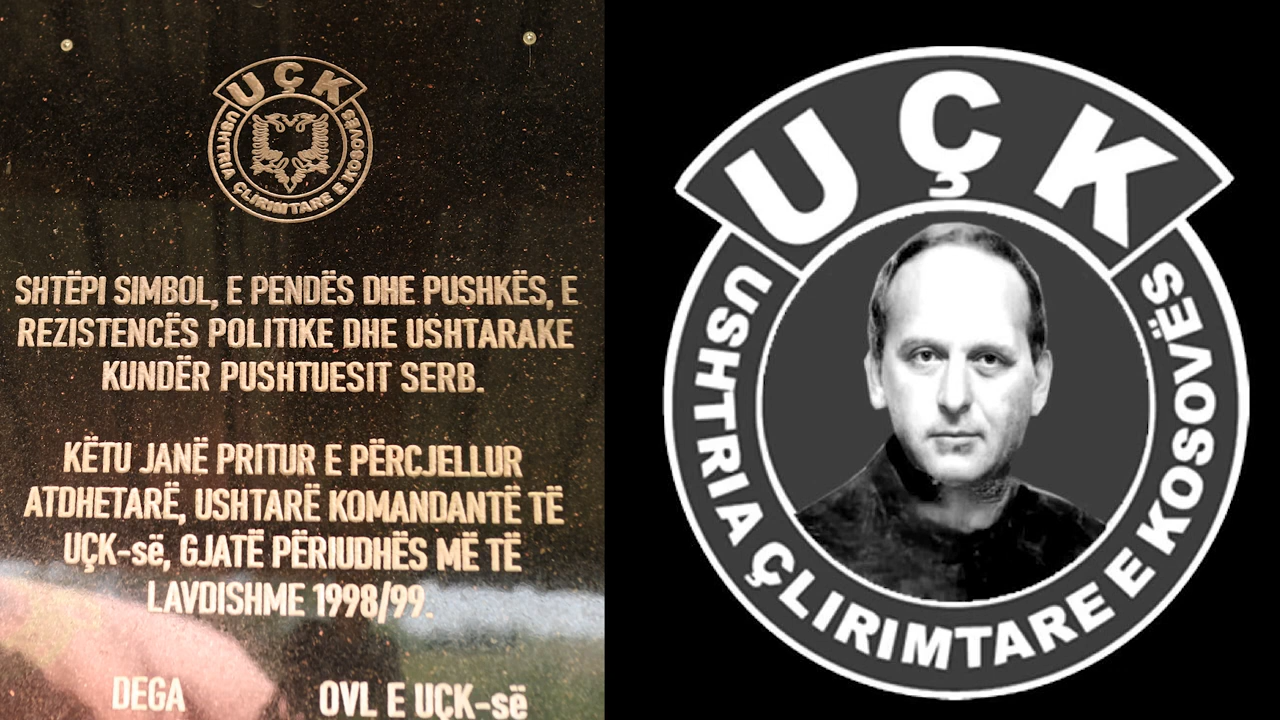 UÇK
USHTRIA ÇLIRIMTARE E KOSOVËS
SHTËPI SIMBOL, E PENDËS DHE PUSHKËS, E
REZISTENCËS POLITIKE DHE USHTARAKE
KUNDËR PUSHTUESIT SERB.
KËTU JANË PRITUR E PËRCJELLUR
ATDHETARË, USHTARË KOMANDANTË TË
UÇK-së, GJATË PËRIUDHËS MË TË
LAVDISHME 1998/99.
DEGA OVL E UÇK-së
UÇK
USHTRIA ÇLIRIMTARE E KOSOVËS